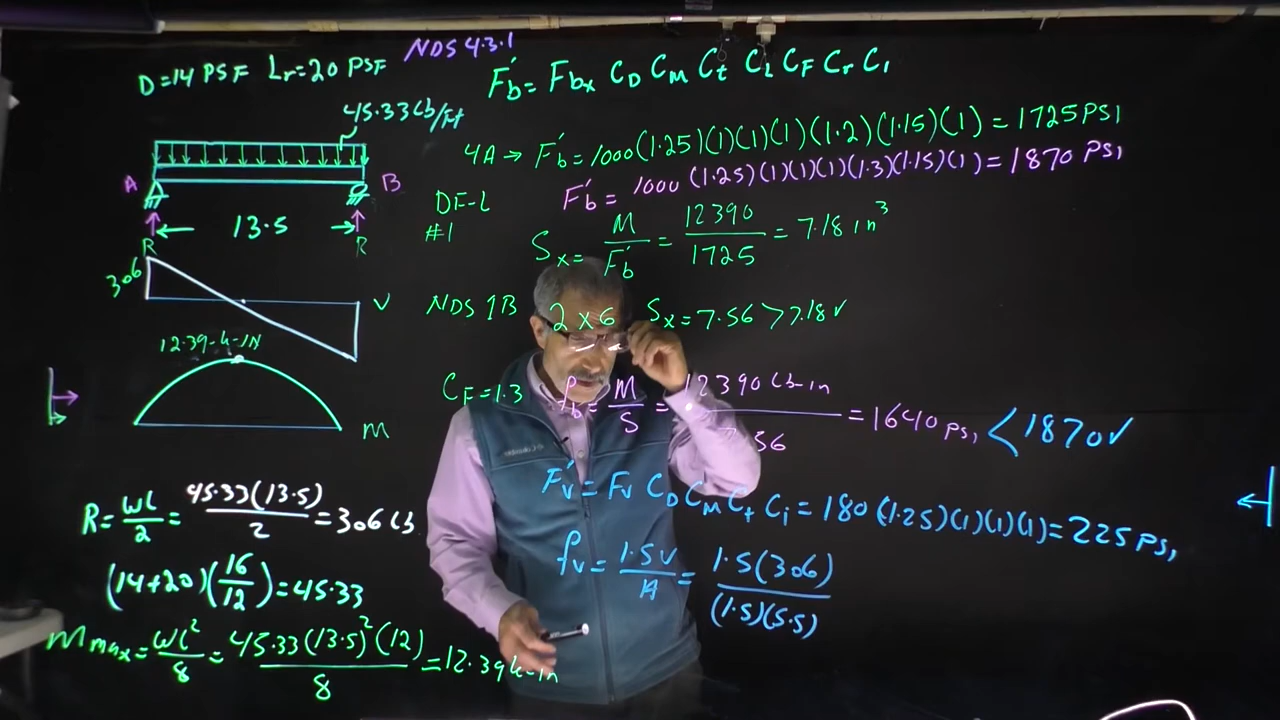 NDS 4.3.1
D=14 PSF Lr=20 PSF
F'b = Fbx CD CM Ct CL CF Cr Ci
45.33 Lb/Ft
4A → F'b = 1000(1.25)(1)(1)(1)(1.2)(1.15)(1) = 1725 PSI
F'b = 1000 (1.25)(1)(1)(1)(1.3)(1.15)(1) = 1870 PSI
A B
DF-L
#1
13.5
R R
Sx = M/F'b = 12390/1725 = 7.18 in³
306
V
NDS 1B 2x6 Sx = 7.56 > 7.18 ✓
12.39-k-IN
M
CF = 1.3 fb = M/S = 12390 Lb-in/ 56 = 1640 psi < 1870 ✓
F'v = Fv CD CM Ct Ci = 180 (1.25)(1)(1)(1) = 225 PSI
R = wL/2 = 45.33(13.5)/2 = 306 Lb
fv = 1.5V/A = 1.5(306)/(1.5)(5.5)
(14+20)(16/12) = 45.33
Mmax = wL²/8 = 45.33(13.5)²(12)/8 = 12.39 k-in